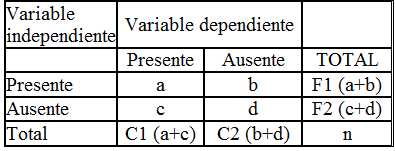 Variable independiente Variable dependiente
Presente Ausente TOTAL
Presente a b F1 (a+b)
Ausente c d F2 (c+d)
Total C1 (a+c) C2 (b+d) n